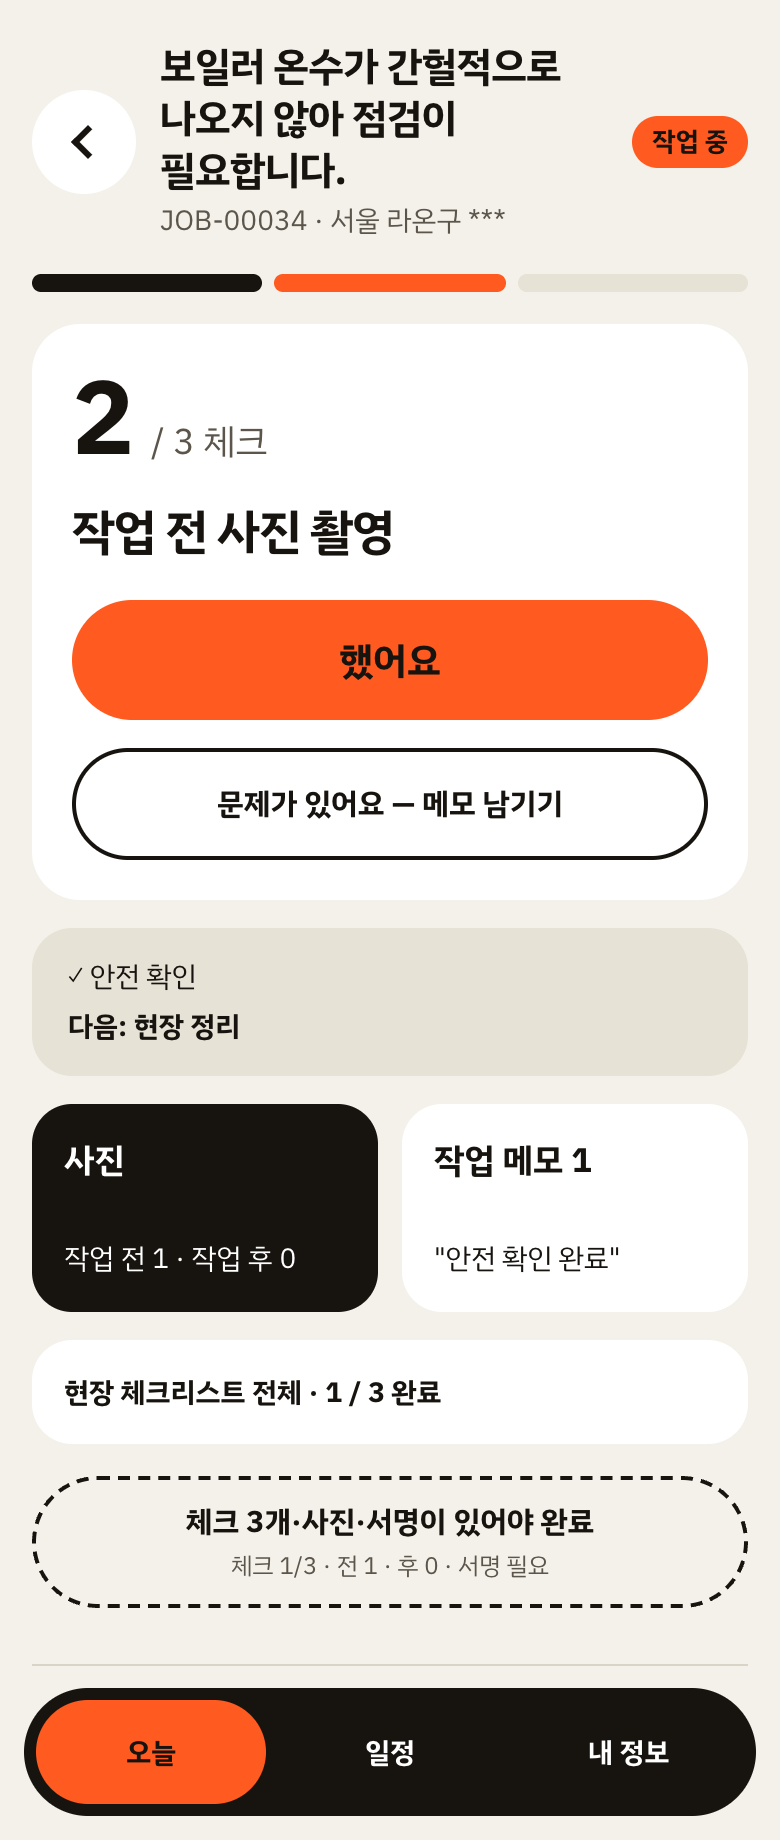 보일러 온수가 간헐적으로
나오지 않아 점검이
필요합니다.
작업 중
JOB-00034 · 서울 라온구 ***
2 / 3 체크
작업 전 사진 촬영
했어요
문제가 있어요 — 메모 남기기
✓ 안전 확인
다음: 현장 정리
사진
작업 전 1 · 작업 후 0
작업 메모 1
"안전 확인 완료"
현장 체크리스트 전체 · 1 / 3 완료
체크 3개·사진·서명이 있어야 완료
체크 1/3 · 전 1 · 후 0 · 서명 필요
오늘
일정
내 정보